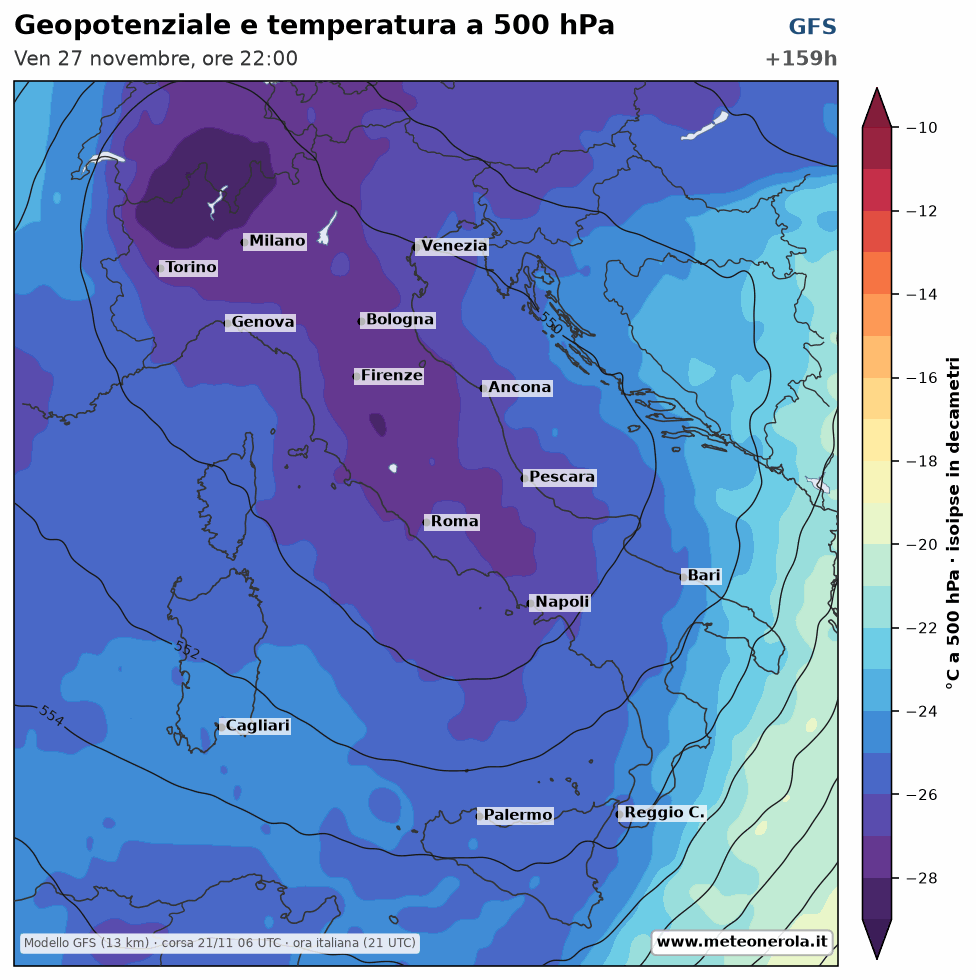 Geopotenziale e temperatura a 500 hPa
GFS
Ven 27 novembre, ore 22:00
+159h
Milano
Venezia
Torino
Genova
Bologna
550
Firenze
Ancona
Pescara
Roma
Bari
Napoli
552
554
Cagliari
Palermo
Reggio C.
−10
−12
−14
−16
−18
−20
−22
−24
−26
−28
°C a 500 hPa · isoipse in decametri
Modello GFS (13 km) · corsa 21/11 06 UTC · ora italiana (21 UTC)
www.meteonerola.it